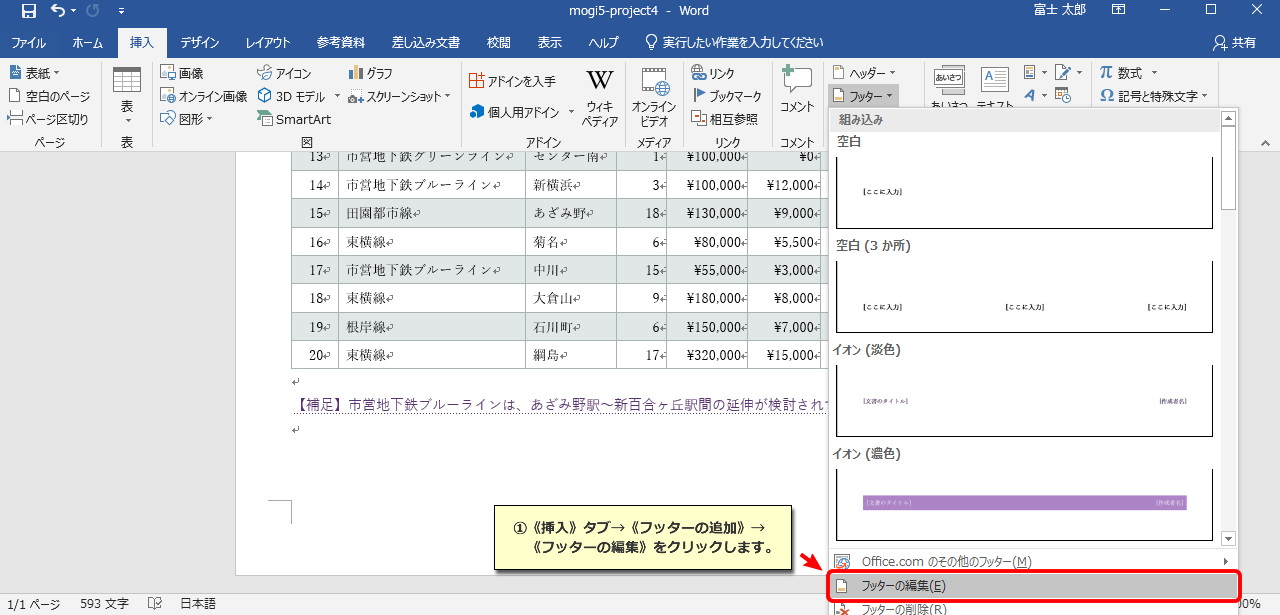 mogi5-project4 - Word
富士 太郎
ファイル ホーム 挿入 デザイン レイアウト 参考資料 差し込み文書 校閲 表示 ヘルプ 実行したい作業を入力してください 共有
表紙
空白のページ
ページ区切り
ページ
表
表
画像
オンライン画像
図形
アイコン
3D モデル
SmartArt
グラフ
スクリーンショット
図
アドインを入手
個人用アドイン
ウィキ
ペディア
アドイン
オンライン
ビデオ
メディア
リンク
ブックマーク
相互参照
リンク
コメント
コメント
ヘッダー
フッター
あいさつ
数式
記号と特殊文字
13 市営地下鉄グリーンライン センター南 1 ¥100,000 ¥0
14 市営地下鉄ブルーライン 新横浜 3 ¥100,000 ¥12,000
15 田園都市線 あざみ野 18 ¥130,000 ¥9,000
16 東横線 菊名 6 ¥80,000 ¥5,500
17 市営地下鉄ブルーライン 中川 15 ¥55,000 ¥3,000
18 東横線 大倉山 9 ¥180,000 ¥8,000
19 根岸線 石川町 6 ¥150,000 ¥7,000
20 東横線 綱島 17 ¥320,000 ¥15,000
【補足】市営地下鉄ブルーラインは、あざみ野駅～新百合ヶ丘駅間の延伸が検討されて
組み込み
空白
[ここに入力]
空白 (3 か所)
[ここに入力] [ここに入力] [ここに入力]
イオン (淡色)
[文書のタイトル] [作成者名]
イオン (濃色)
[文書のタイトル] [作成者名]
Office.com のその他のフッター(M)
フッターの編集(E)
フッターの削除(R)
①《挿入》タブ→《フッターの追加》→
《フッターの編集》をクリックします。
1/1 ページ 593 文字 日本語